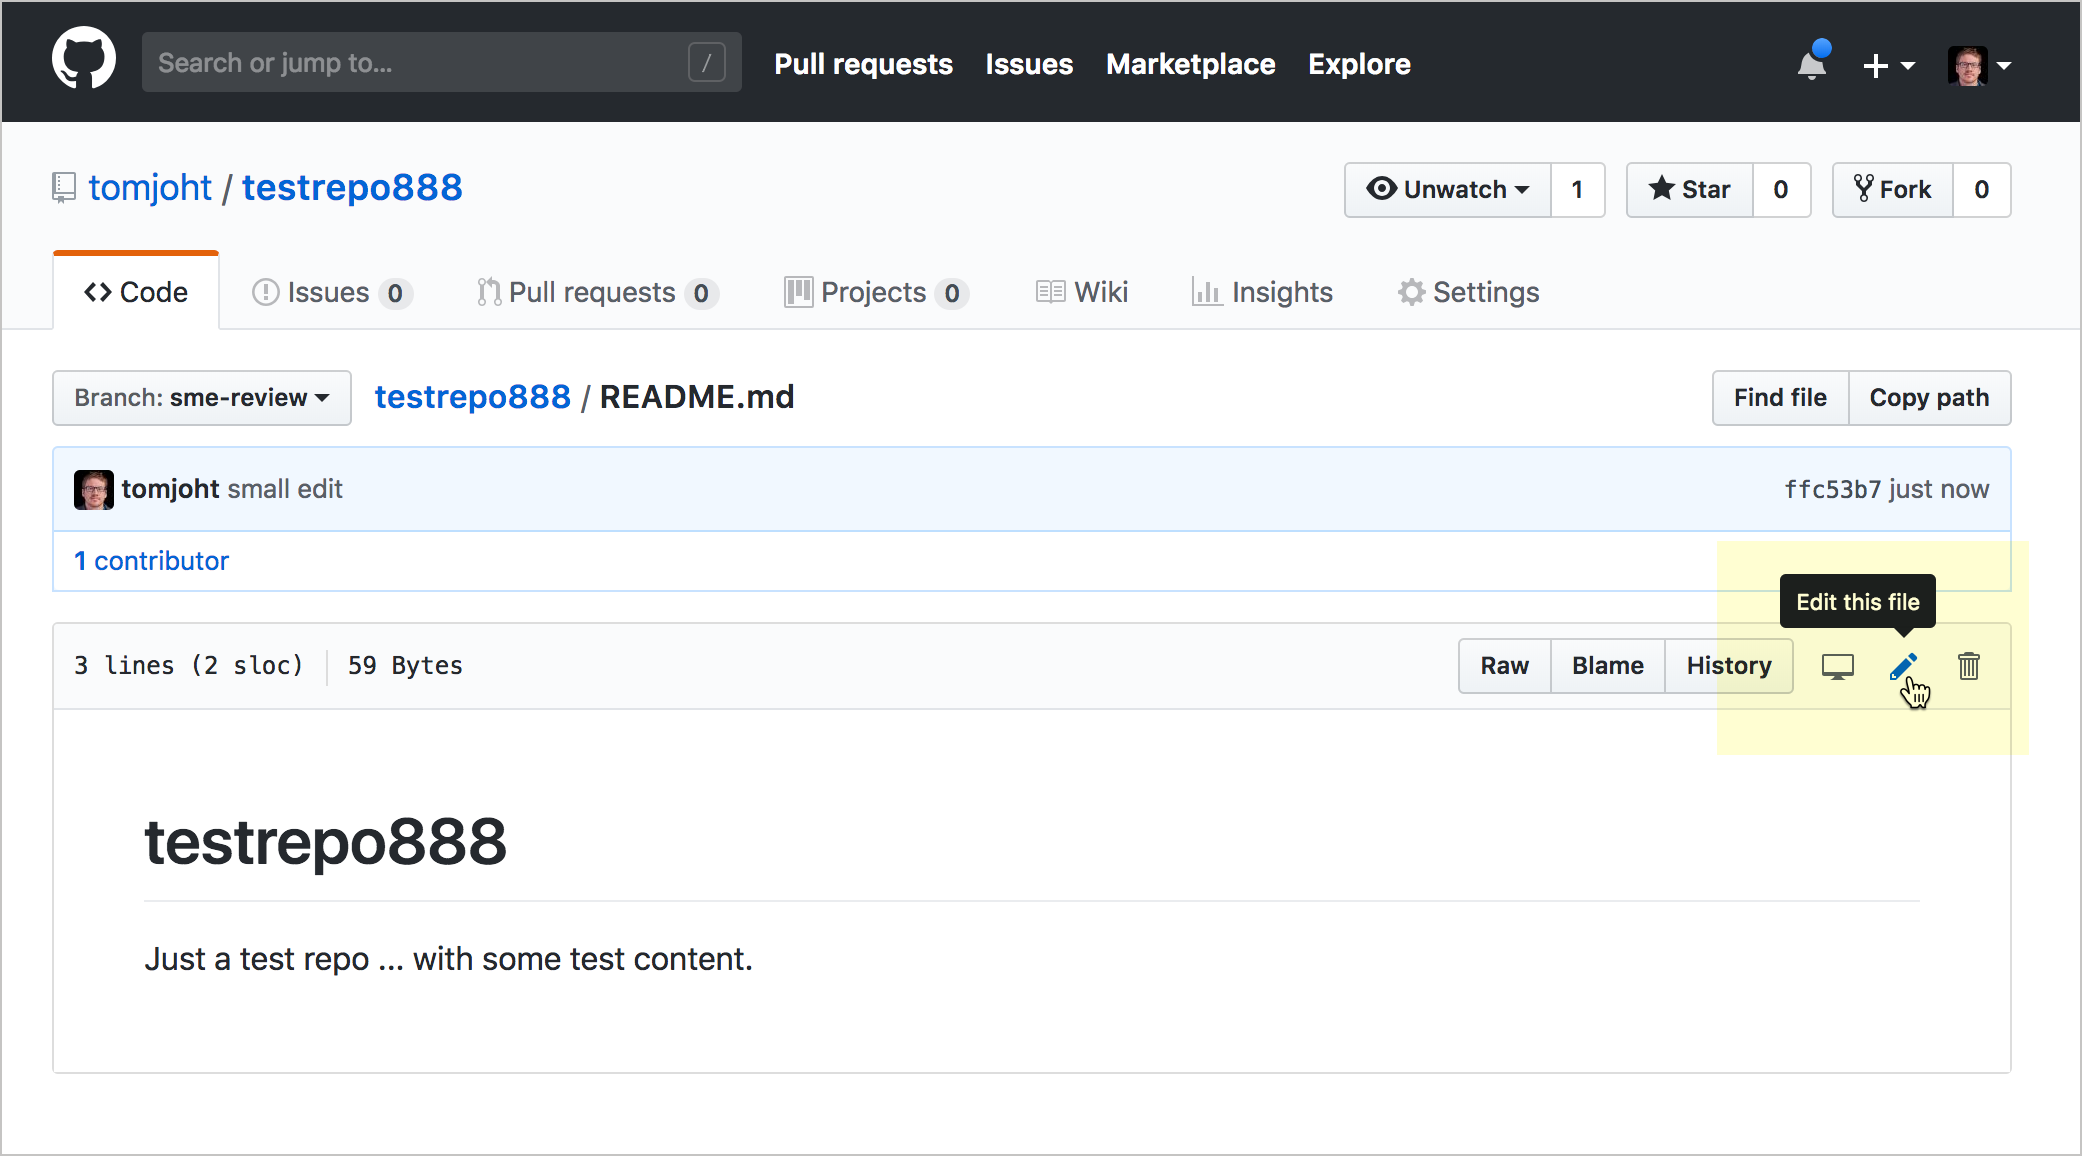 Search or jump to... / Pull requests Issues Marketplace Explore
tomjoht / testrepo888 Unwatch 1 Star 0 Fork 0
Code Issues 0 Pull requests 0 Projects 0 Wiki Insights Settings
Branch: sme-review testrepo888 / README.md Find file Copy path
tomjoht small edit ffc53b7 just now
1 contributor
Edit this file
3 lines (2 sloc) 59 Bytes Raw Blame History
testrepo888
Just a test repo ... with some test content.